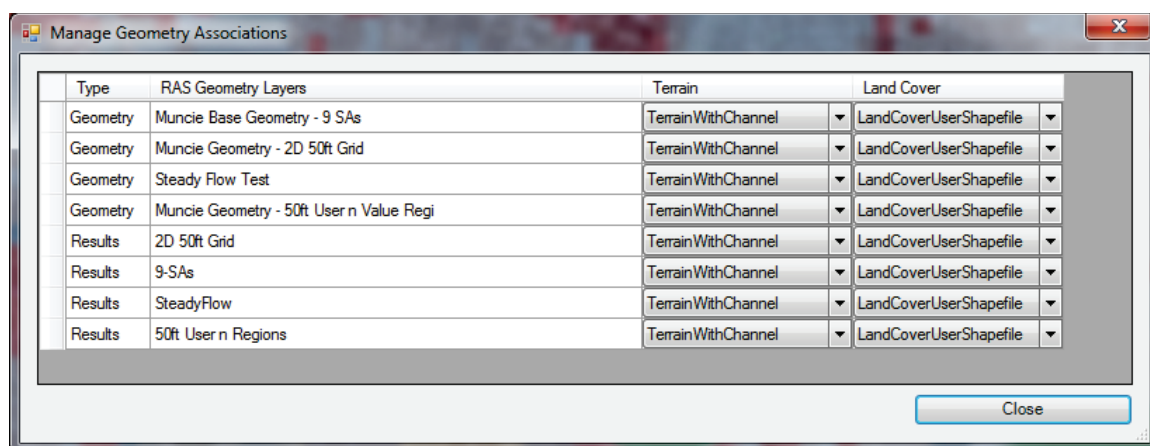 Manage Geometry Associations
Type RAS Geometry Layers Terrain Land Cover
Geometry Muncie Base Geometry - 9 SAs TerrainWithChannel LandCoverUserShapefile
Geometry Muncie Geometry - 2D 50ft Grid TerrainWithChannel LandCoverUserShapefile
Geometry Steady Flow Test TerrainWithChannel LandCoverUserShapefile
Geometry Muncie Geometry - 50ft User n Value Regi TerrainWithChannel LandCoverUserShapefile
Results 2D 50ft Grid TerrainWithChannel LandCoverUserShapefile
Results 9-SAs TerrainWithChannel LandCoverUserShapefile
Results SteadyFlow TerrainWithChannel LandCoverUserShapefile
Results 50ft User n Regions TerrainWithChannel LandCoverUserShapefile
Close